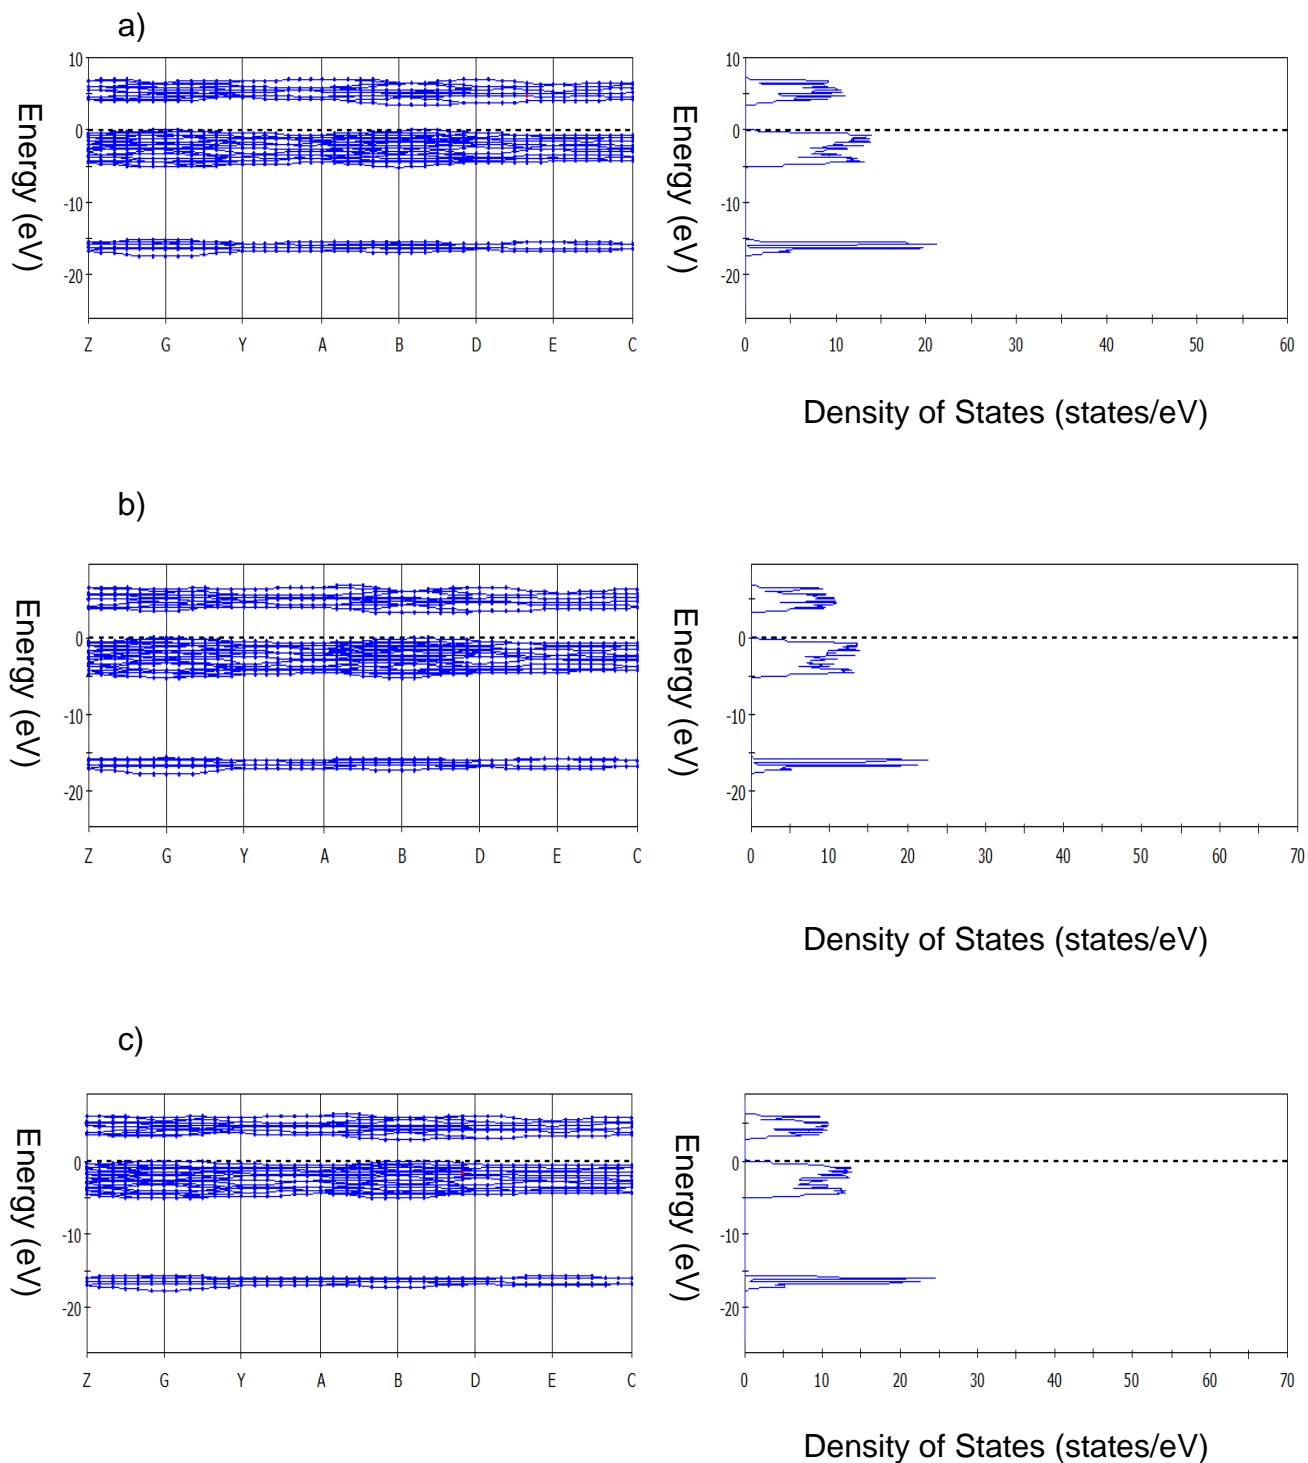 a)
Energy (eV)
10
0
-10
-20
Z G Y A B D E C
Energy (eV)
10
0
-10
-20
0 10 20 30 40 50 60
Density of States (states/eV)
b)
Energy (eV)
0
-10
-20
Z G Y A B D E C
Energy (eV)
0
-10
-20
0 10 20 30 40 50 60 70
Density of States (states/eV)
c)
Energy (eV)
0
-10
-20
Z G Y A B D E C
Energy (eV)
0
-10
-20
0 10 20 30 40 50 60 70
Density of States (states/eV)